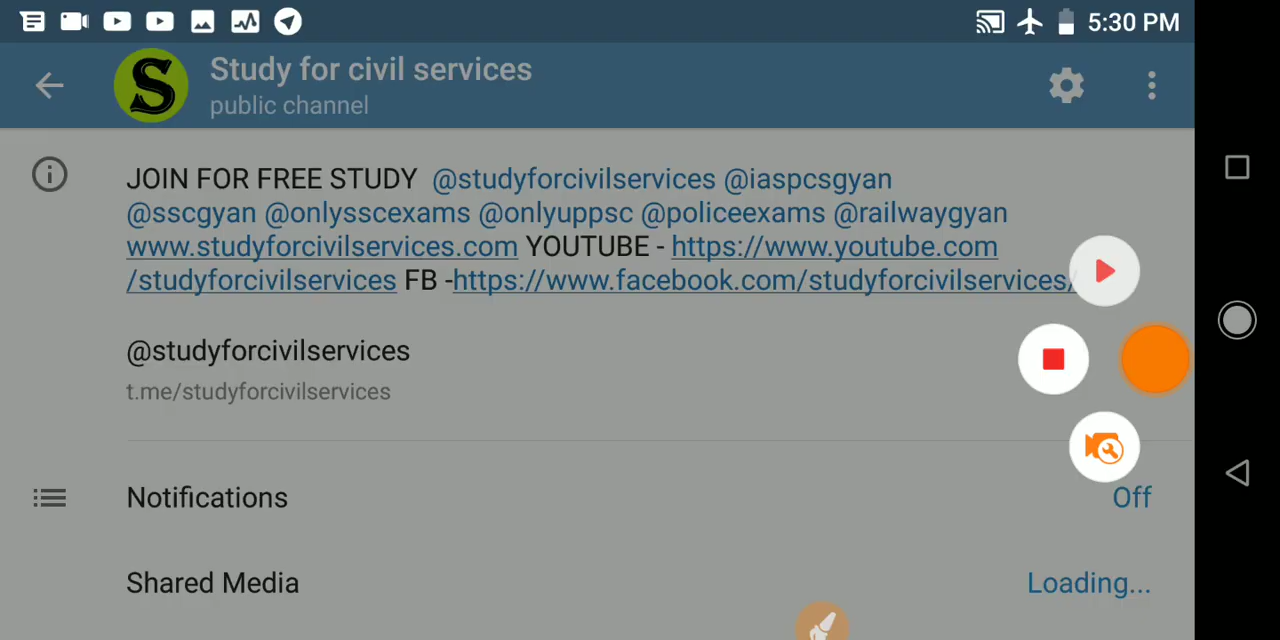 5:30 PM
S
Study for civil services
public channel
JOIN FOR FREE STUDY @studyforcivilservices @iaspcsgyan
@sscgyan @onlysscexams @onlyuppsc @policeexams @railwaygyan
www.studyforcivilservices.com YOUTUBE - https://www.youtube.com
/studyforcivilservices FB -https://www.facebook.com/studyforcivilservices/
@studyforcivilservices
t.me/studyforcivilservices
Notifications Off
Shared Media Loading...